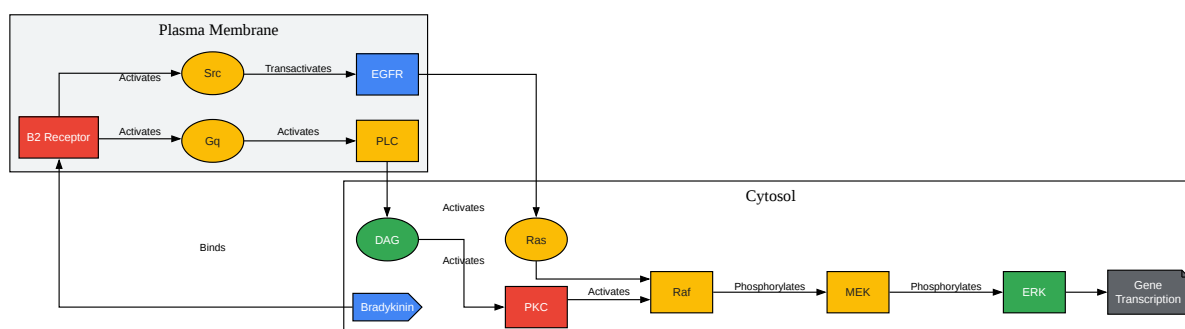 Plasma Membrane
Src
Activates
Transactivates
EGFR
B2 Receptor
Activates
Gq
Activates
PLC
Cytosol
Activates
DAG
Ras
Binds
Activates
Raf
Phosphorylates
MEK
Phosphorylates
ERK
Gene
Transcription
Bradykinin
PKC
Activates